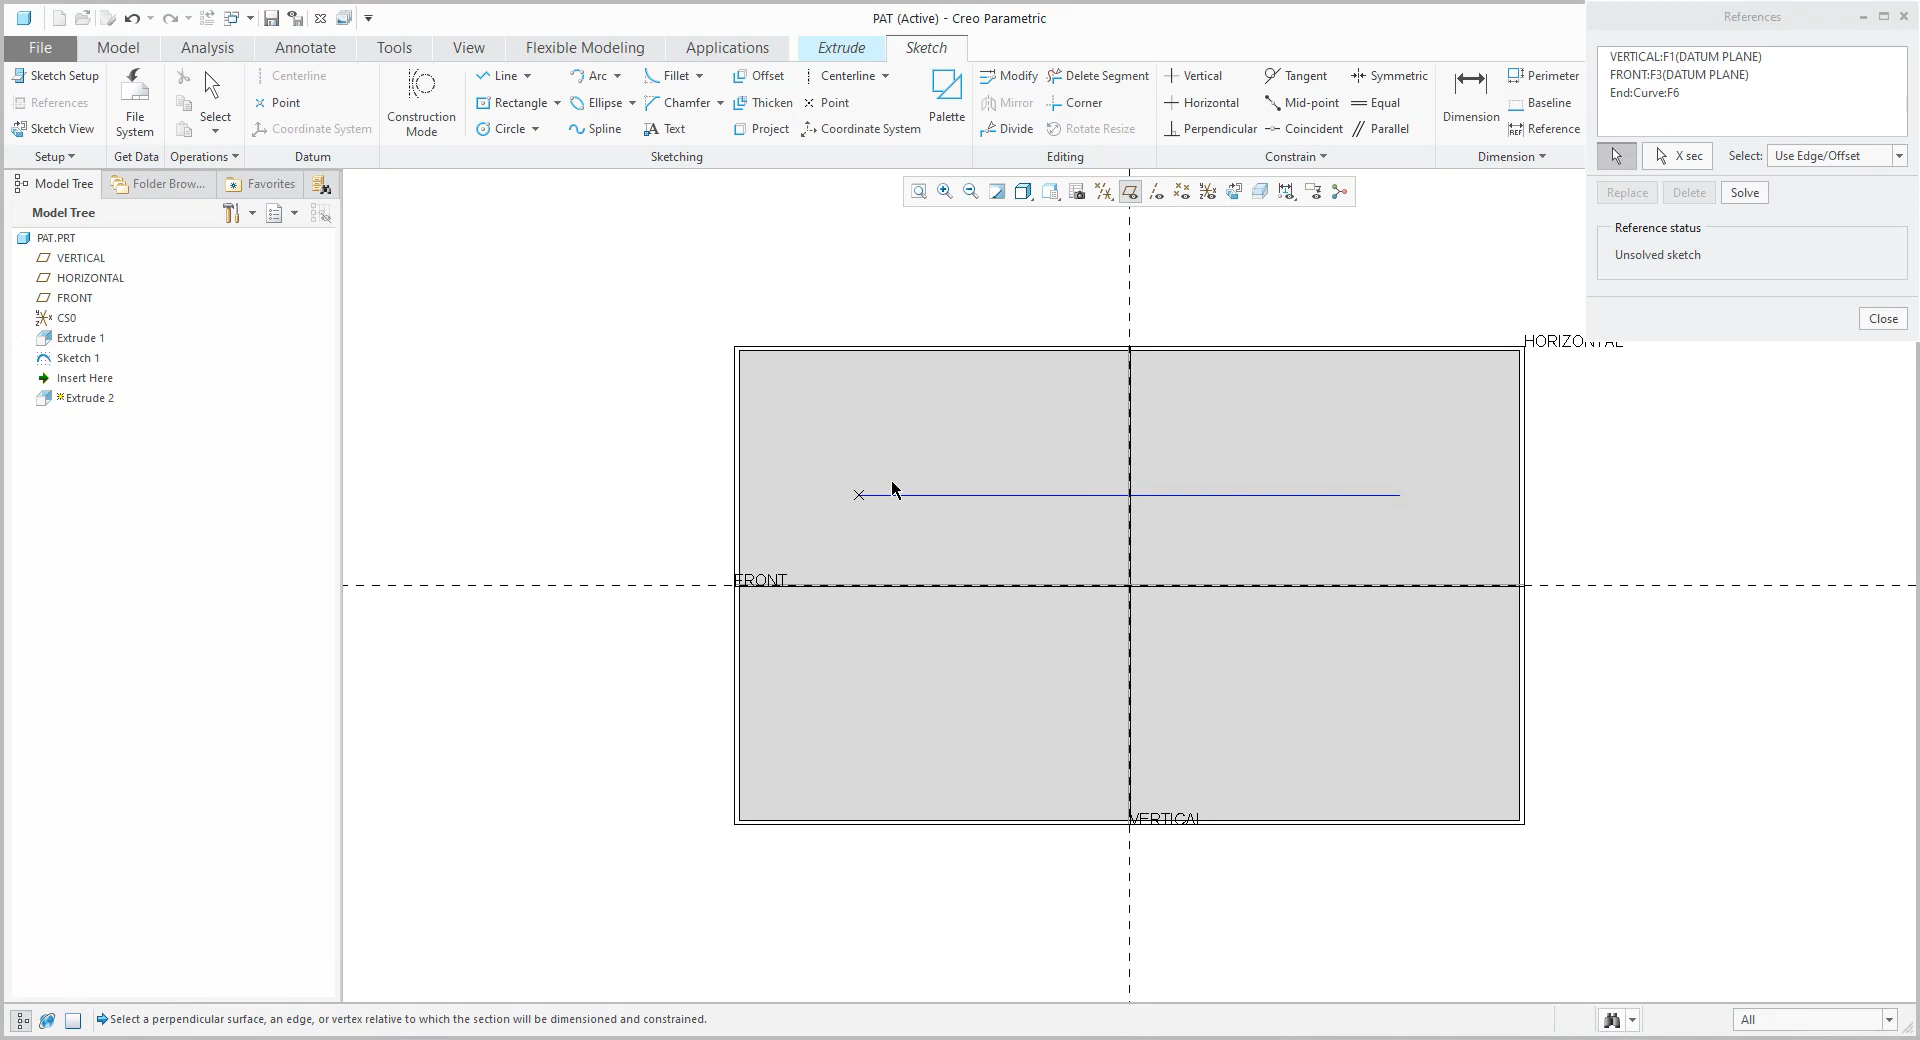 PAT (Active) - Creo Parametric
References
File Model Analysis Annotate Tools View Flexible Modeling Applications Extrude Sketch
Sketch Setup
References
Sketch View
Setup
File System
Get Data
Select
Operations
Centerline
Point
Coordinate System
Datum
Construction Mode
Line Arc Fillet Offset Centerline
Rectangle Ellipse Chamfer Thicken Point
Circle Spline Text Project Coordinate System
Palette
Sketching
Modify Delete Segment
Mirror Corner
Divide Rotate Resize
Editing
Vertical Tangent Symmetric
Horizontal Mid-point Equal
Perpendicular Coincident Parallel
Constrain
Dimension
Perimeter
Baseline
REF Reference
Dimension
VERTICAL:F1(DATUM PLANE)
FRONT:F3(DATUM PLANE)
End:Curve:F6
X sec Select: Use Edge/Offset
Replace Delete Solve
Reference status
Unsolved sketch
Close
Model Tree Folder Brow... Favorites
Model Tree
PAT.PRT
VERTICAL
HORIZONTAL
FRONT
CS0
Extrude 1
Sketch 1
Insert Here
Extrude 2
HORIZONTAL
FRONT
VERTICAL
Select a perpendicular surface, an edge, or vertex relative to which the section will be dimensioned and constrained.
All